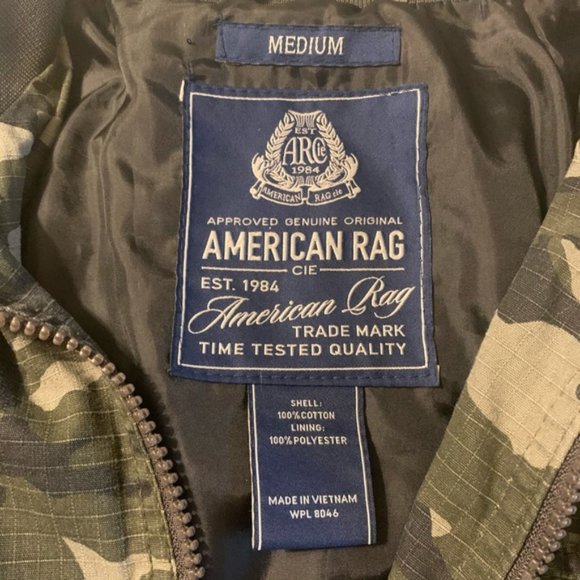 MEDIUM
EST
ARCie
1984
AMERICAN RAG cie
APPROVED GENUINE ORIGINAL
AMERICAN RAG
CIE
EST. 1984
American Rag
TRADE MARK
TIME TESTED QUALITY
SHELL:
100%COTTON
LINING:
100%POLYESTER
MADE IN VIETNAM
WPL 8046